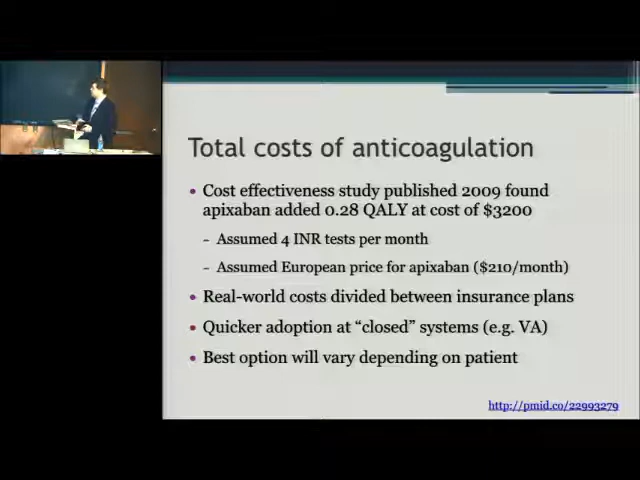 Total costs of anticoagulation
• Cost effectiveness study published 2009 found
apixaban added 0.28 QALY at cost of $3200
- Assumed 4 INR tests per month
- Assumed European price for apixaban ($210/month)
• Real-world costs divided between insurance plans
• Quicker adoption at “closed” systems (e.g. VA)
• Best option will vary depending on patient
http://pmid.co/22993279